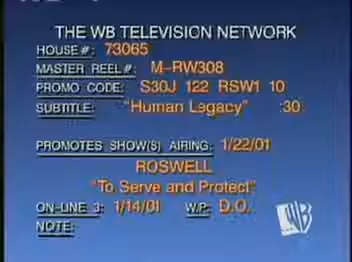 THE WB TELEVISION NETWORK
HOUSE#: 73065
MASTER REEL#: M-RW308
PROMO CODE: S30J 122 RSW1 10
SUBTITLE: "Human Legacy" :30
PROMOTES SHOW(S) AIRING: 1/22/01
ROSWELL
"To Serve and Protect"
ON-LINE 3: 1/14/01 W.P.: D.O.
NOTE:
WB